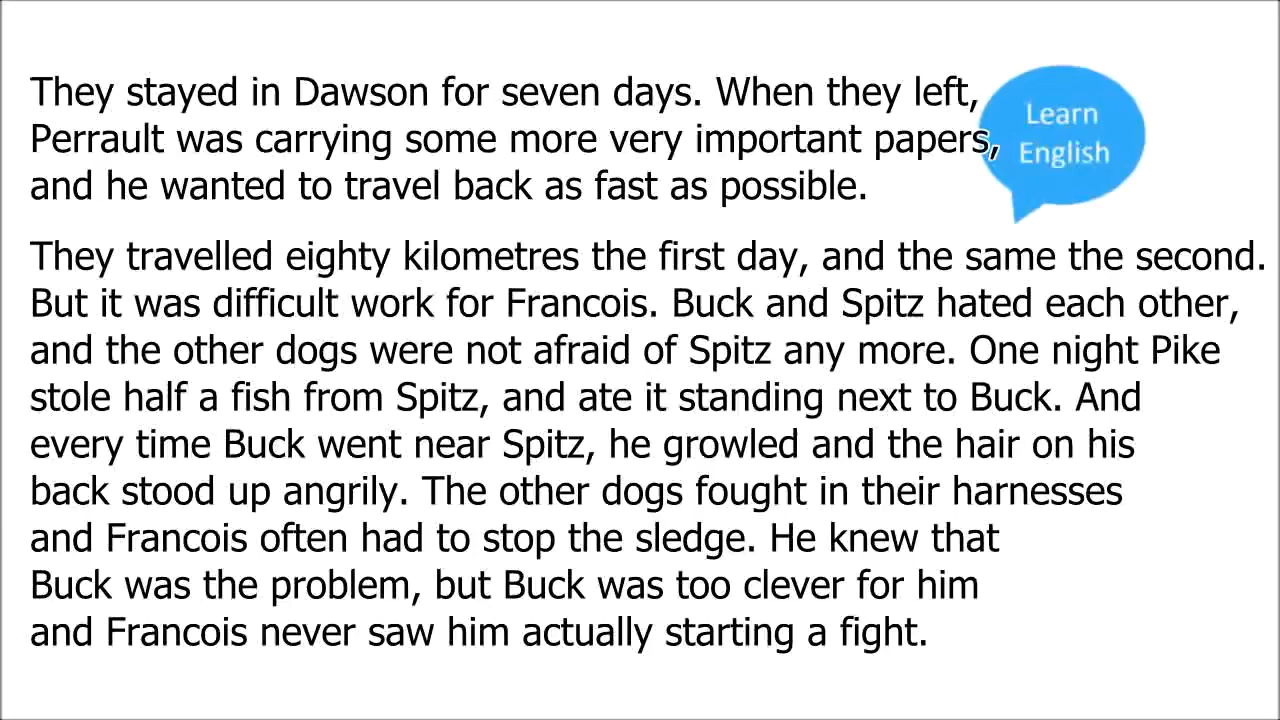 They stayed in Dawson for seven days. When they left,
Perrault was carrying some more very important papers,
and he wanted to travel back as fast as possible.
Learn
English
They travelled eighty kilometres the first day, and the same the second.
But it was difficult work for Francois. Buck and Spitz hated each other,
and the other dogs were not afraid of Spitz any more. One night Pike
stole half a fish from Spitz, and ate it standing next to Buck. And
every time Buck went near Spitz, he growled and the hair on his
back stood up angrily. The other dogs fought in their harnesses
and Francois often had to stop the sledge. He knew that
Buck was the problem, but Buck was too clever for him
and Francois never saw him actually starting a fight.